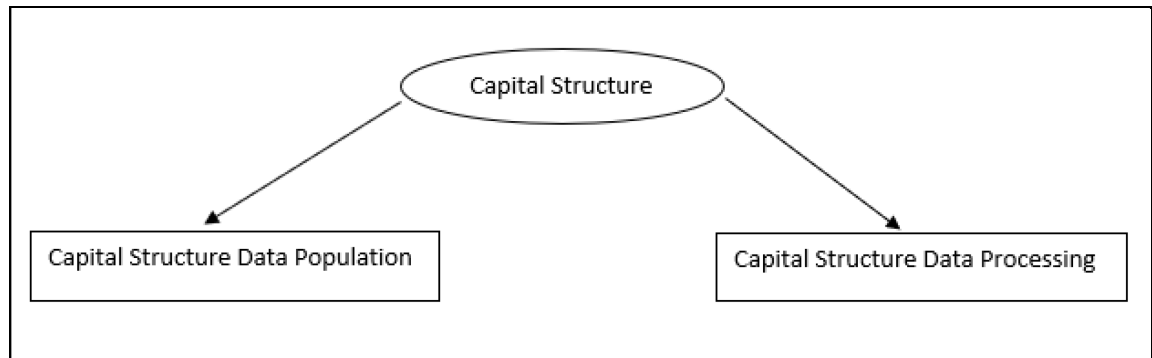 Capital Structure
Capital Structure Data Population
Capital Structure Data Processing